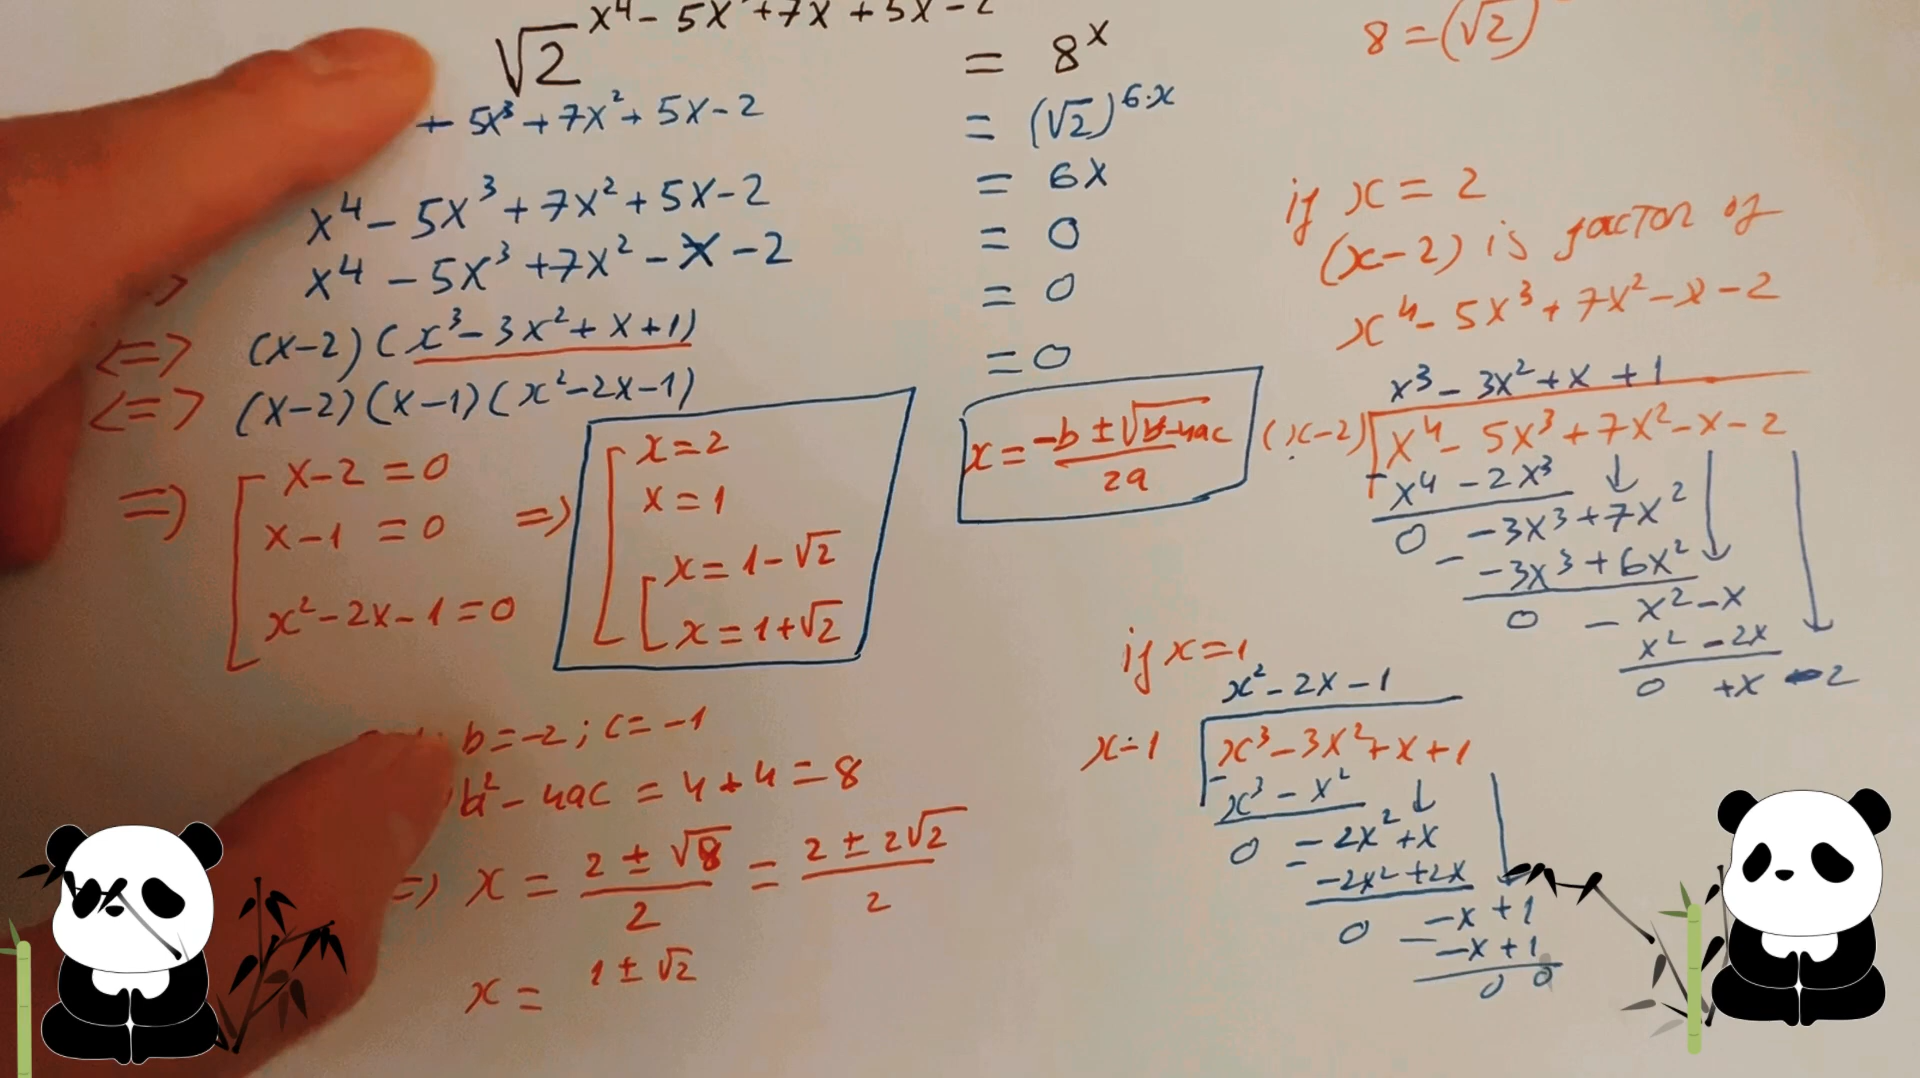 √2^(x⁴ - 5x + 7x + 5x - 2) = 8ˣ
+ 5x³ + 7x² + 5x - 2 = (√2)^(6·x)
x⁴ - 5x³ + 7x² + 5x - 2 = 6x
x⁴ - 5x³ + 7x² - x - 2 = 0
<=> (x-2)(x³ - 3x² + x + 1) = 0
<=> (x-2)(x-1)(x² - 2x - 1) = 0
=> x - 2 = 0
x - 1 = 0
x² - 2x - 1 = 0
=> x = 2
x = 1
x = 1 - √2
x = 1 + √2
b = -2 ; c = -1
b² - 4ac = 4 + 4 = 8
=> x = (2 ± √8)/2 = (2 ± 2√2)/2
x = 1 ± √2
x = (-b ± √b²-4ac)/2a
8 = (√2)
if x = 2
(x-2) is factor of
x⁴ - 5x³ + 7x² - x - 2
x³ - 3x² + x + 1
(x-2) x⁴ - 5x³ + 7x² - x - 2
x⁴ - 2x³
0 - 3x³ + 7x²
- -3x³ + 6x²
0 - x² - x
x² - 2x
0 + x - 2
if x = 1
x² - 2x - 1
x - 1 x³ - 3x² + x + 1
- x³ - x²
0 - 2x² + x
- -2x² + 2x
0 - x + 1
- -x + 1
0 0